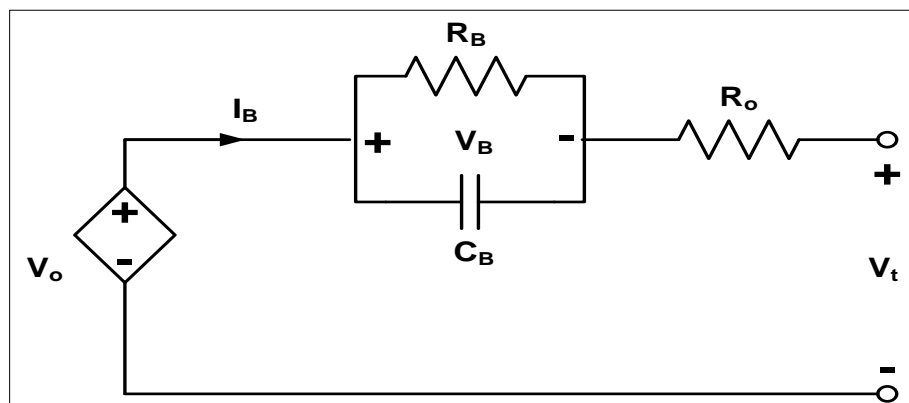 R_B
I_B
R_o
+ V_B -
+
+
C_B
-
V_o
V_t
-